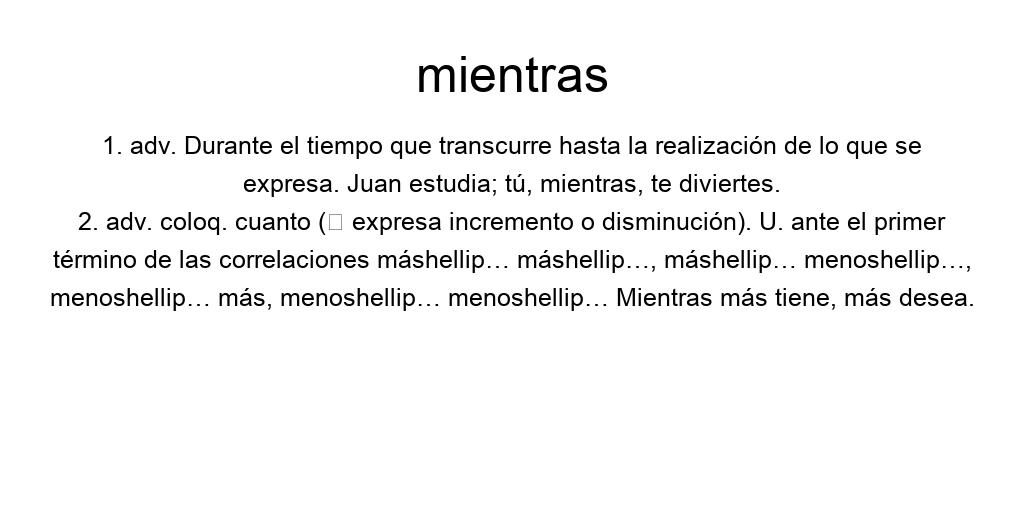 mientras
1. adv. Durante el tiempo que transcurre hasta la realización de lo que se
expresa. Juan estudia; tú, mientras, te diviertes.
2. adv. coloq. cuanto (□ expresa incremento o disminución). U. ante el primer
término de las correlaciones máshellip… máshellip…, máshellip… menoshellip…,
menoshellip… más, menoshellip… menoshellip… Mientras más tiene, más desea.